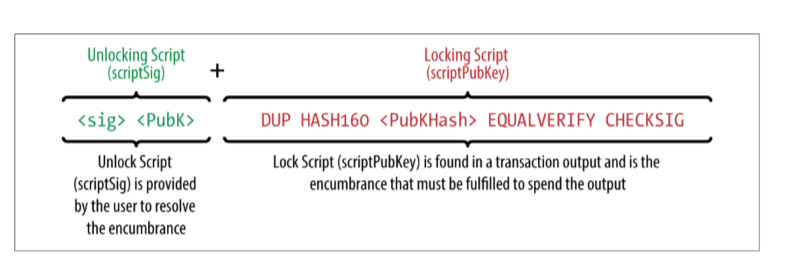 Unlocking Script
(scriptSig)
+
Locking Script
(scriptPubKey)
<sig> <PubK>
DUP HASH160 <PubKHash> EQUALVERIFY CHECKSIG
Unlock Script
(scriptSig) is provided
by the user to resolve
the encumbrance
Lock Script (scriptPubKey) is found in a transaction output and is the
encumbrance that must be fulfilled to spend the output